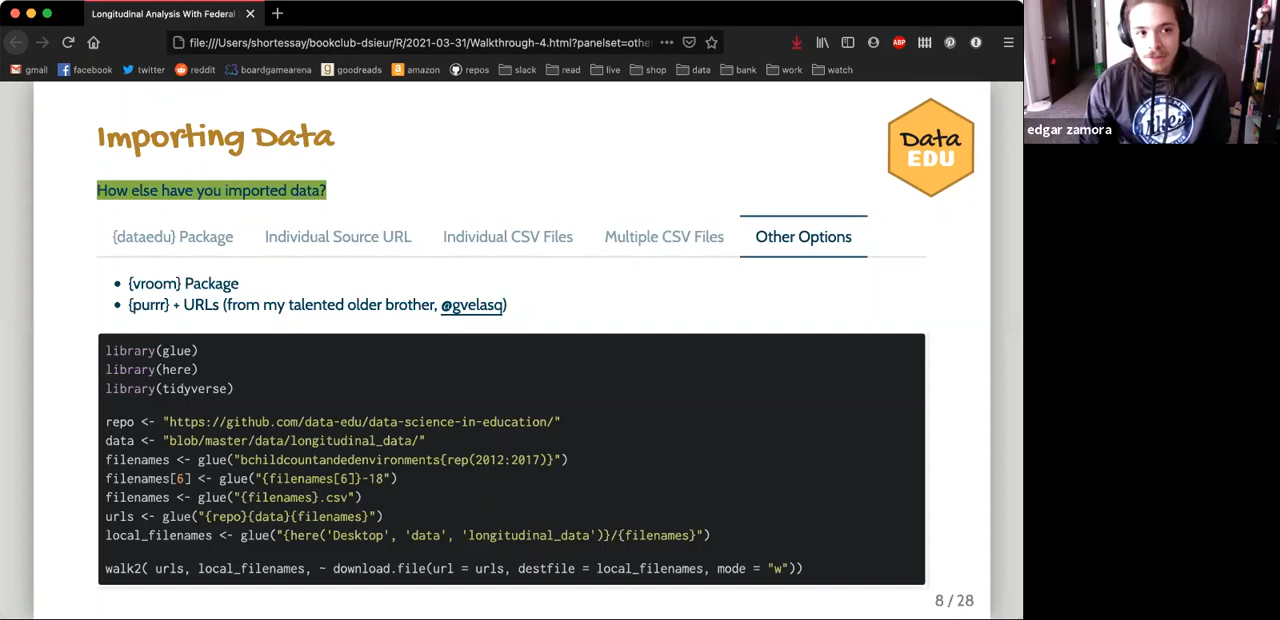 Longitudinal Analysis With Federal
file:///Users/shortessay/bookclub-dsieur/R/2021-03-31/Walkthrough-4.html?panelset=othe
ABP
gmail facebook twitter reddit boardgamearena goodreads amazon repos slack read live shop data bank work watch
edgar zamora
Importing Data
Data
EDU
How else have you imported data?
{dataedu} Package Individual Source URL Individual CSV Files Multiple CSV Files Other Options
• {vroom} Package
• {purrr} + URLs (from my talented older brother, @gvelasq)
library(glue)
library(here)
library(tidyverse)
repo <- "https://github.com/data-edu/data-science-in-education/"
data <- "blob/master/data/longitudinal_data/"
filenames <- glue("bchildcountandedenvironments{rep(2012:2017)}")
filenames[6] <- glue("{filenames[6]}-18")
filenames <- glue("{filenames}.csv")
urls <- glue("{repo}{data}{filenames}")
local_filenames <- glue("{here('Desktop', 'data', 'longitudinal_data')}/{filenames}")
walk2( urls, local_filenames, ~ download.file(url = urls, destfile = local_filenames, mode = "w"))
8 / 28